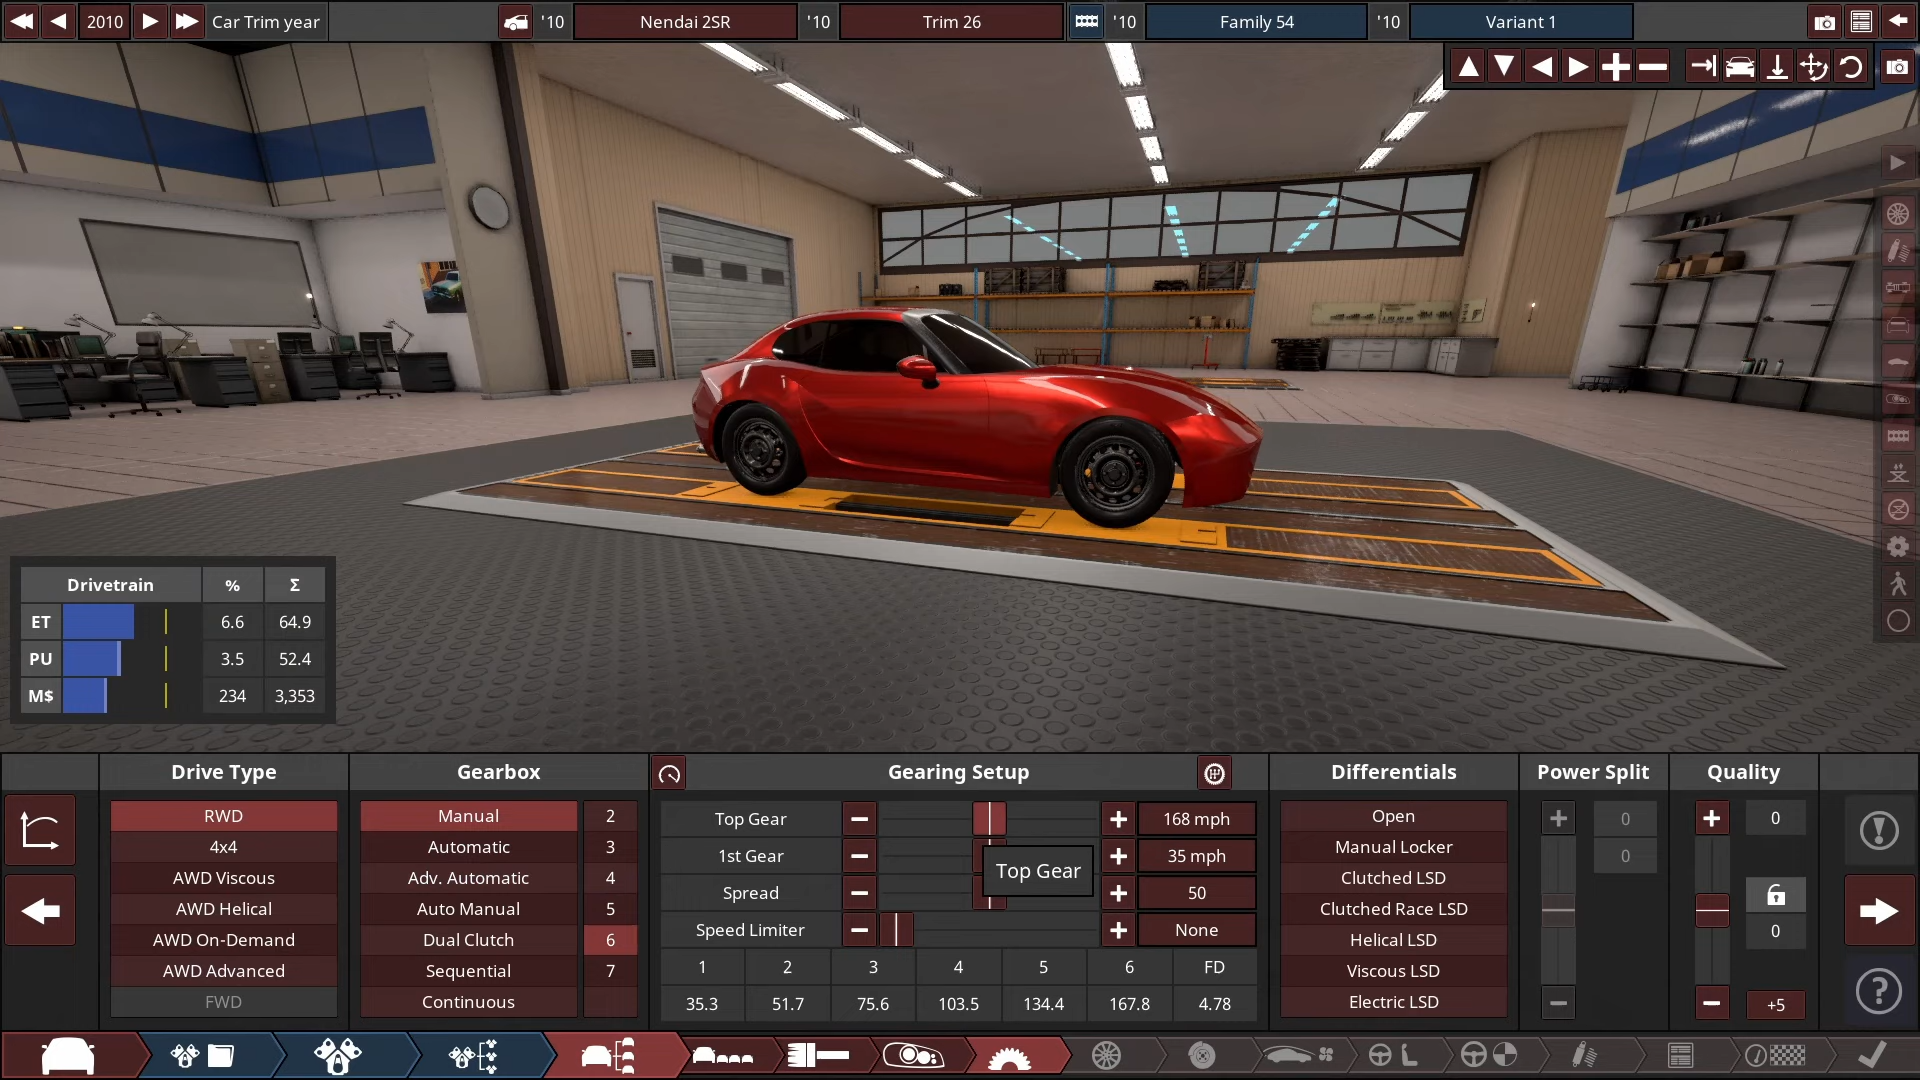 2010 Car Trim year '10 Nendai 2SR '10 Trim 26 '10 Family 54 '10 Variant 1
Drivetrain % Σ
ET 6.6 64.9
PU 3.5 52.4
M$ 234 3,353
Drive Type
RWD
4x4
AWD Viscous
AWD Helical
AWD On-Demand
AWD Advanced
FWD
Gearbox
Manual 2
Automatic 3
Adv. Automatic 4
Auto Manual 5
Dual Clutch 6
Sequential 7
Continuous
Gearing Setup
Top Gear 168 mph
1st Gear 35 mph
Top Gear
Spread 50
Speed Limiter None
1 2 3 4 5 6 FD
35.3 51.7 75.6 103.5 134.4 167.8 4.78
Differentials
Open
Manual Locker
Clutched LSD
Clutched Race LSD
Helical LSD
Viscous LSD
Electric LSD
Power Split
0
0
Quality
0
0
+5